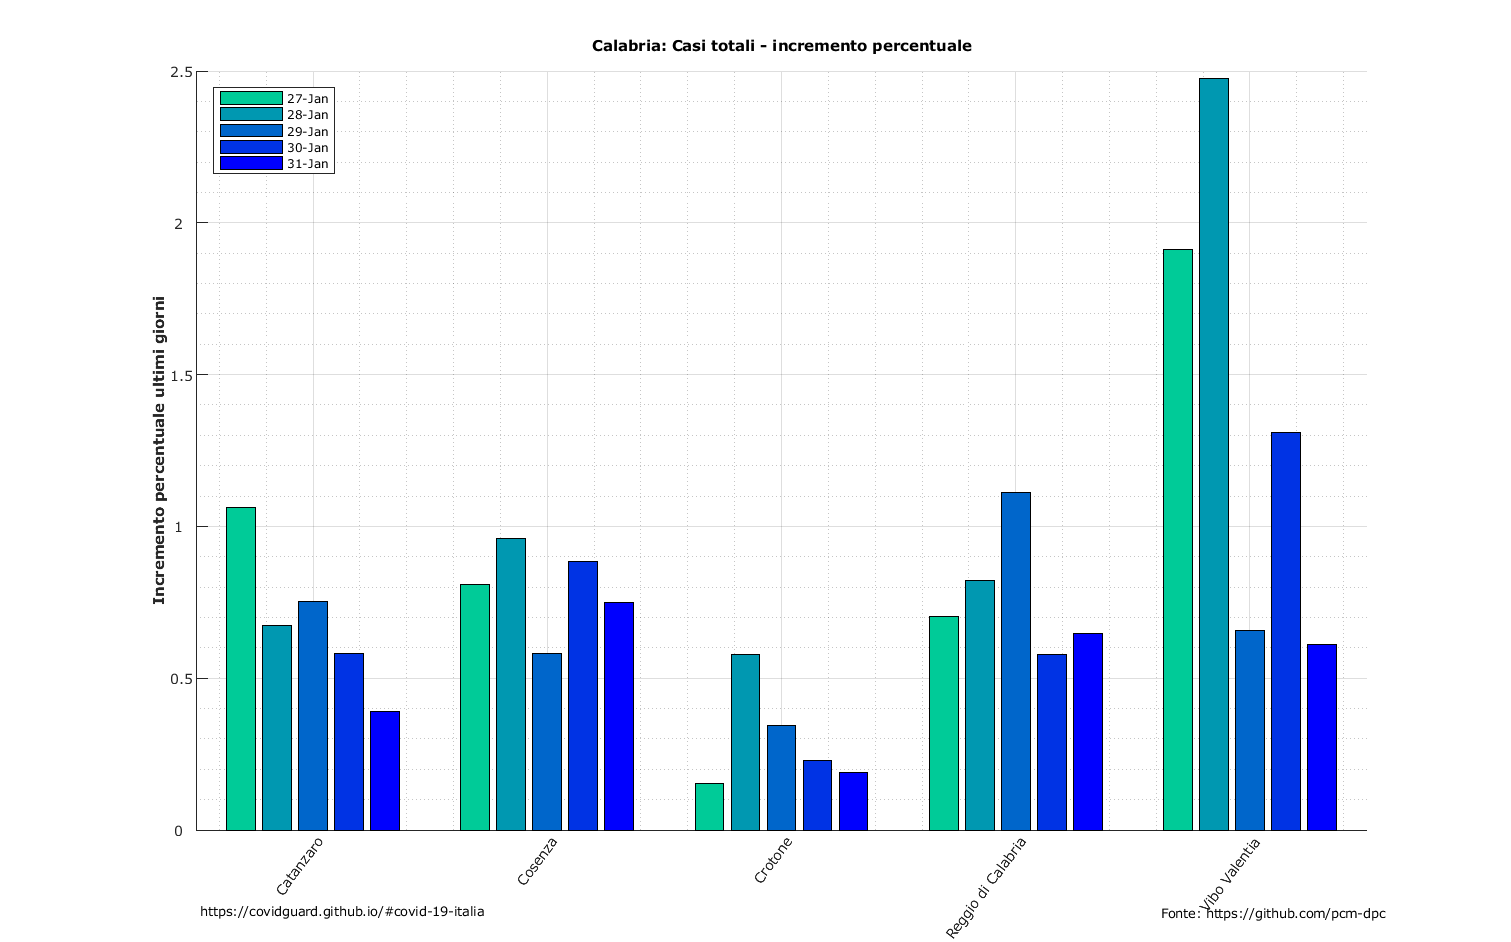 Calabria: Casi totali - incremento percentuale
Incremento percentuale ultimi giorni
2.5
2
1.5
1
0.5
0
27-Jan
28-Jan
29-Jan
30-Jan
31-Jan
Catanzaro
Cosenza
Crotone
Reggio di Calabria
Vibo Valentia
https://covidguard.github.io/#covid-19-italia
Fonte: https://github.com/pcm-dpc